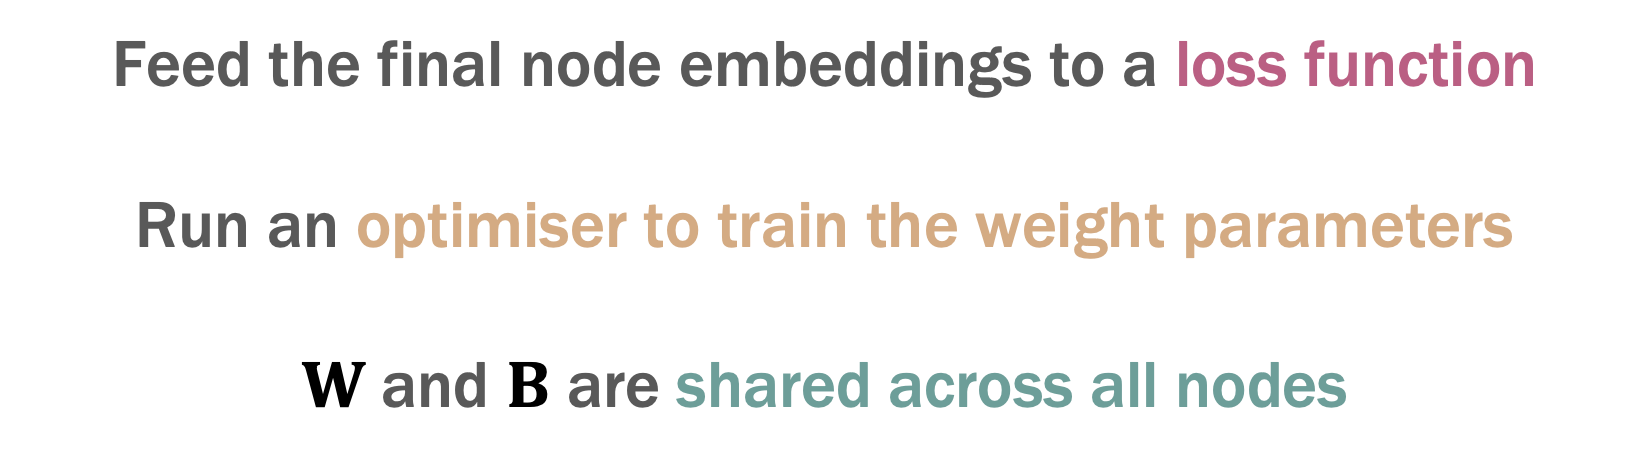 Feed the final node embeddings to a loss function
Run an optimiser to train the weight parameters
W and B are shared across all nodes